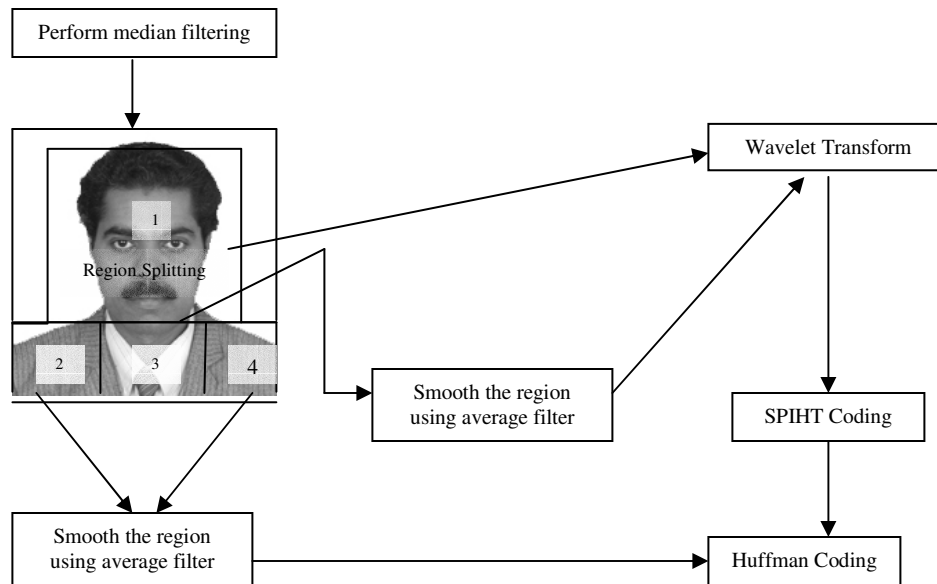 Perform median filtering
Wavelet Transform
1
Region Splitting
2
3
4
Smooth the region
using average filter
SPIHT Coding
Smooth the region
using average filter
Huffman Coding